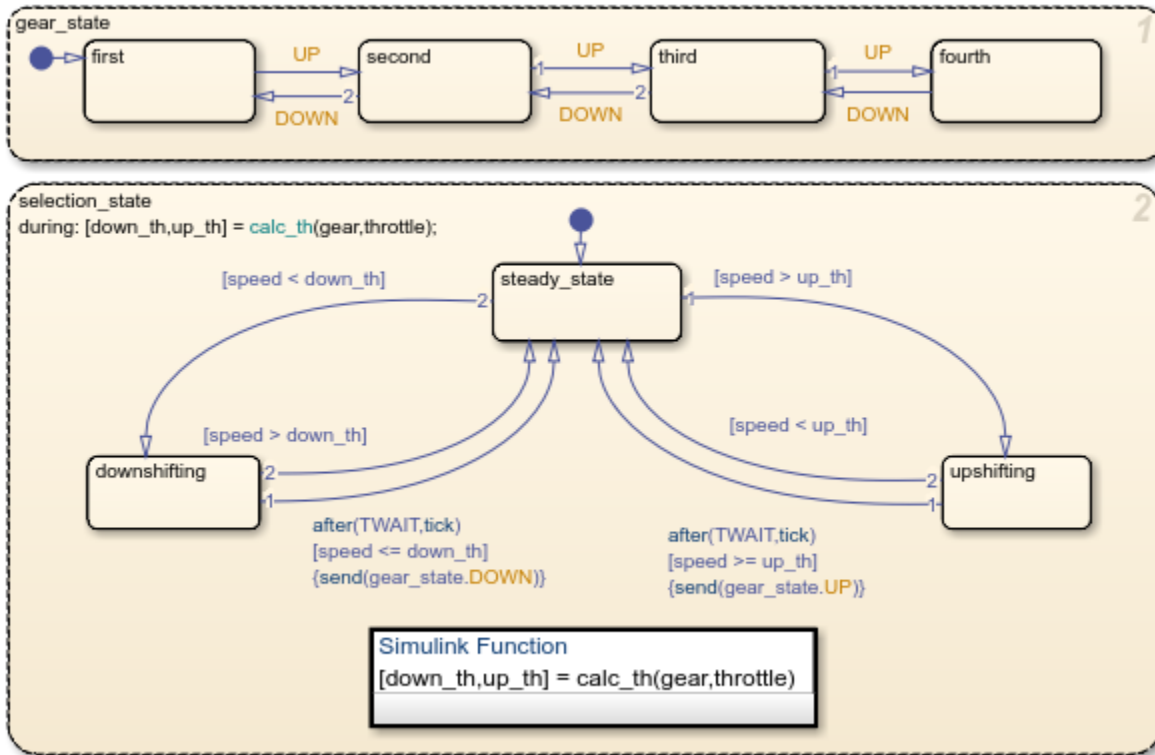 gear_state
1
first
UP
second
1
UP
third
1
UP
fourth
2
DOWN
2
DOWN
DOWN
selection_state
2
during: [down_th,up_th] = calc_th(gear,throttle);
[speed < down_th]
2
steady_state
1
[speed > up_th]
[speed > down_th]
[speed < up_th]
downshifting
2
1
2
upshifting
1
after(TWAIT,tick)
[speed <= down_th]
{send(gear_state.DOWN)}
after(TWAIT,tick)
[speed >= up_th]
{send(gear_state.UP)}
Simulink Function
[down_th,up_th] = calc_th(gear,throttle)